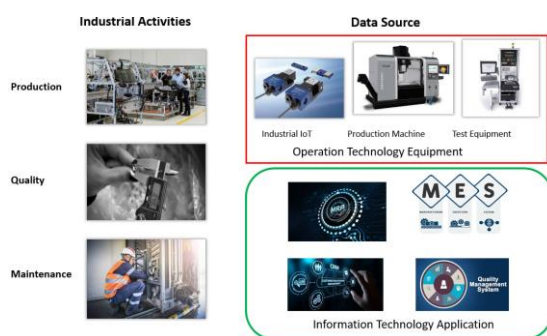 Industrial Activities
Data Source
Production
Industrial IoT
Production Machine
Test Equipment
Operation Technology Equipment
Quality
MES
Maintenance
Quality
Management
System
Information Technology Application